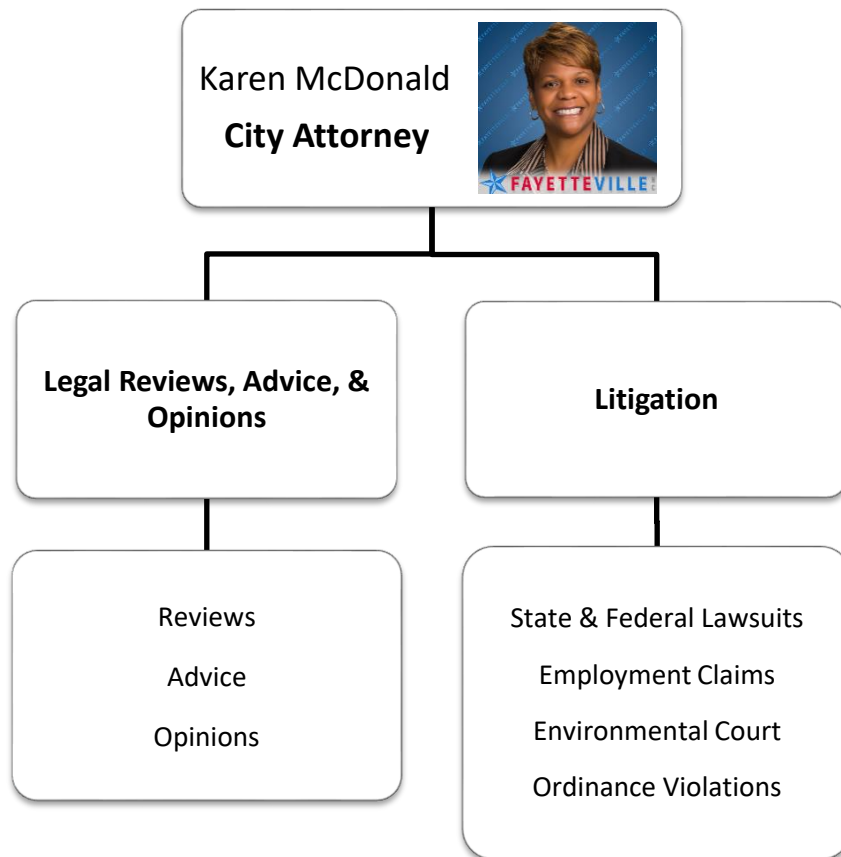 Karen McDonald
City Attorney
FAYETTEVILLE
Legal Reviews, Advice, &
Opinions
Litigation
Reviews
Advice
Opinions
State & Federal Lawsuits
Employment Claims
Environmental Court
Ordinance Violations